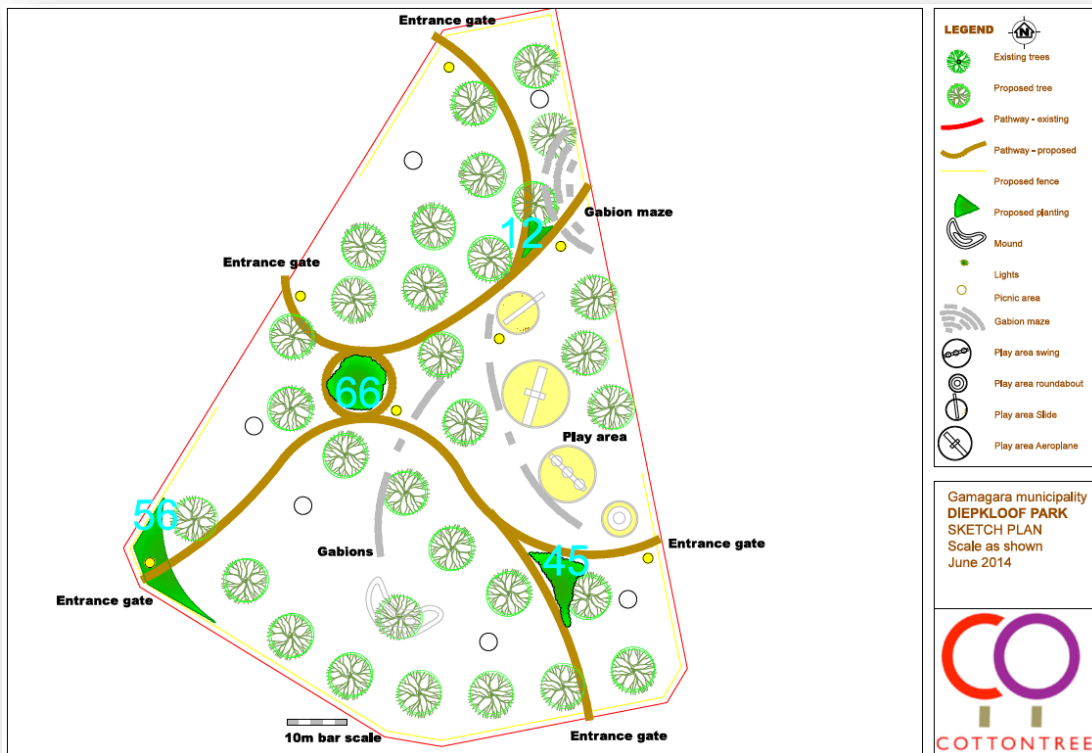 Entrance gate
Gabion maze
12
Entrance gate
66
Play area
56
Gabions
45
Entrance gate
Entrance gate
10m bar scale
Entrance gate
LEGEND
N
Existing trees
Proposed tree
Pathway - existing
Pathway - proposed
Proposed fence
Proposed planting
Mound
Lights
Picnic area
Gabion maze
Play area swing
Play area roundabout
Play area Slide
Play area Aeroplane
Gamagara municipality
DIEPKLOOF PARK
SKETCH PLAN
Scale as shown
June 2014
COTTONTREE